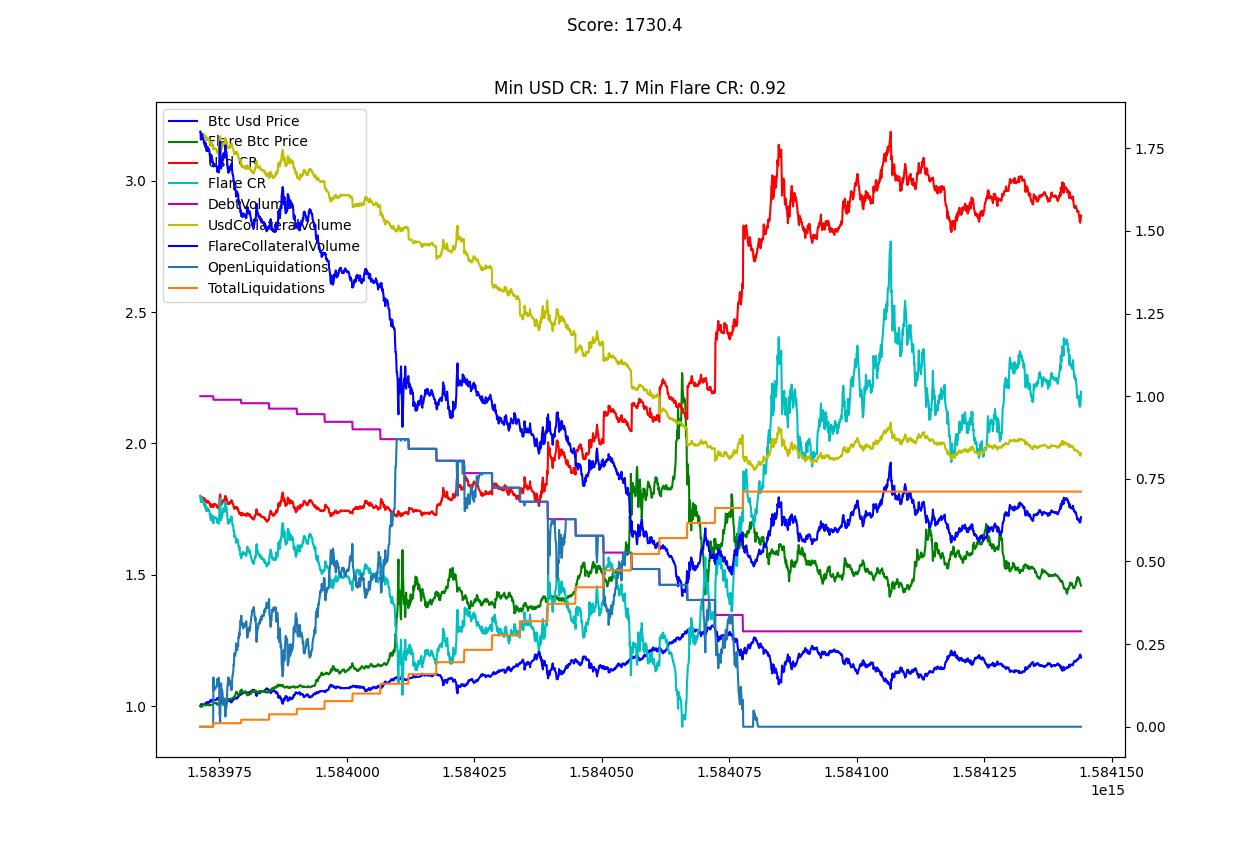 Score: 1730.4
Min USD CR: 1.7 Min Flare CR: 0.92
Btc Usd Price
Flare Btc Price
Usd CR
Flare CR
DebtVolume
UsdCollateralVolume
FlareCollateralVolume
OpenLiquidations
TotalLiquidations
3.0
2.5
2.0
1.5
1.0
1.75
1.50
1.25
1.00
0.75
0.50
0.25
0.00
1.583975 1.584000 1.584025 1.584050 1.584075 1.584100 1.584125 1.584150
1e15